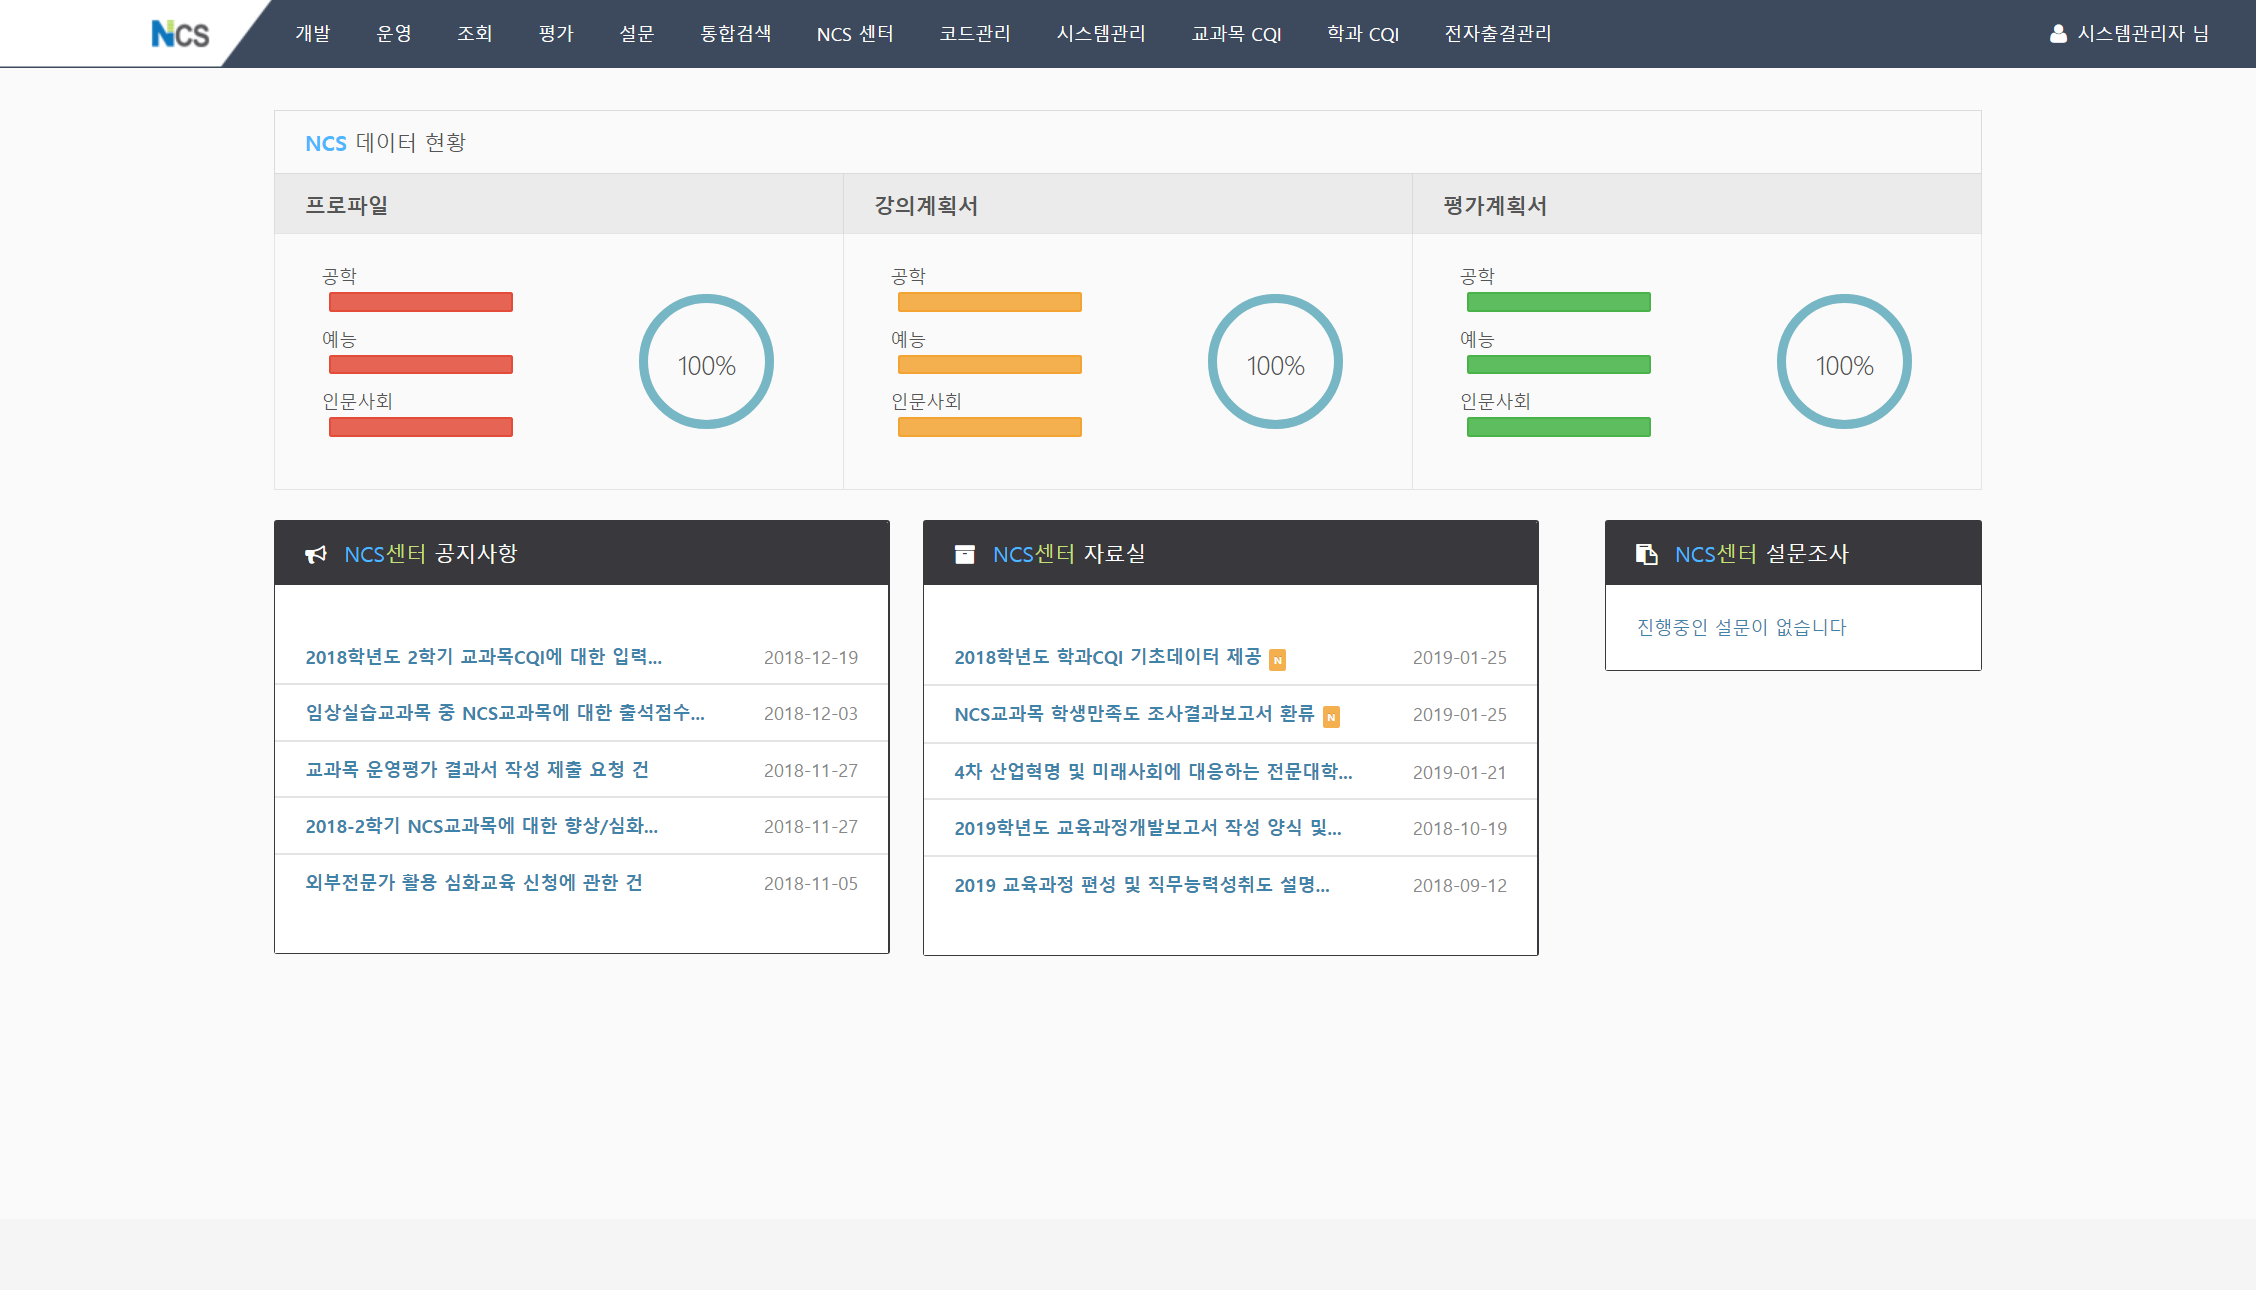 NCS 개발 운영 조회 평가 설문 통합검색 NCS 센터 코드관리 시스템관리 교과목 CQI 학과 CQI 전자출결관리 시스템관리자 님
NCS 데이터 현황
프로파일 강의계획서 평가계획서
공학 공학 공학
예능 예능 예능
100% 100% 100%
인문사회 인문사회 인문사회
NCS센터 공지사항
2018학년도 2학기 교과목CQI에 대한 입력... 2018-12-19
임상실습교과목 중 NCS교과목에 대한 출석점수... 2018-12-03
교과목 운영평가 결과서 작성 제출 요청 건 2018-11-27
2018-2학기 NCS교과목에 대한 향상/심화... 2018-11-27
외부전문가 활용 심화교육 신청에 관한 건 2018-11-05
NCS센터 자료실
2018학년도 학과CQI 기초데이터 제공 N 2019-01-25
NCS교과목 학생만족도 조사결과보고서 환류 N 2019-01-25
4차 산업혁명 및 미래사회에 대응하는 전문대학... 2019-01-21
2019학년도 교육과정개발보고서 작성 양식 및... 2018-10-19
2019 교육과정 편성 및 직무능력성취도 설명... 2018-09-12
NCS센터 설문조사
진행중인 설문이 없습니다